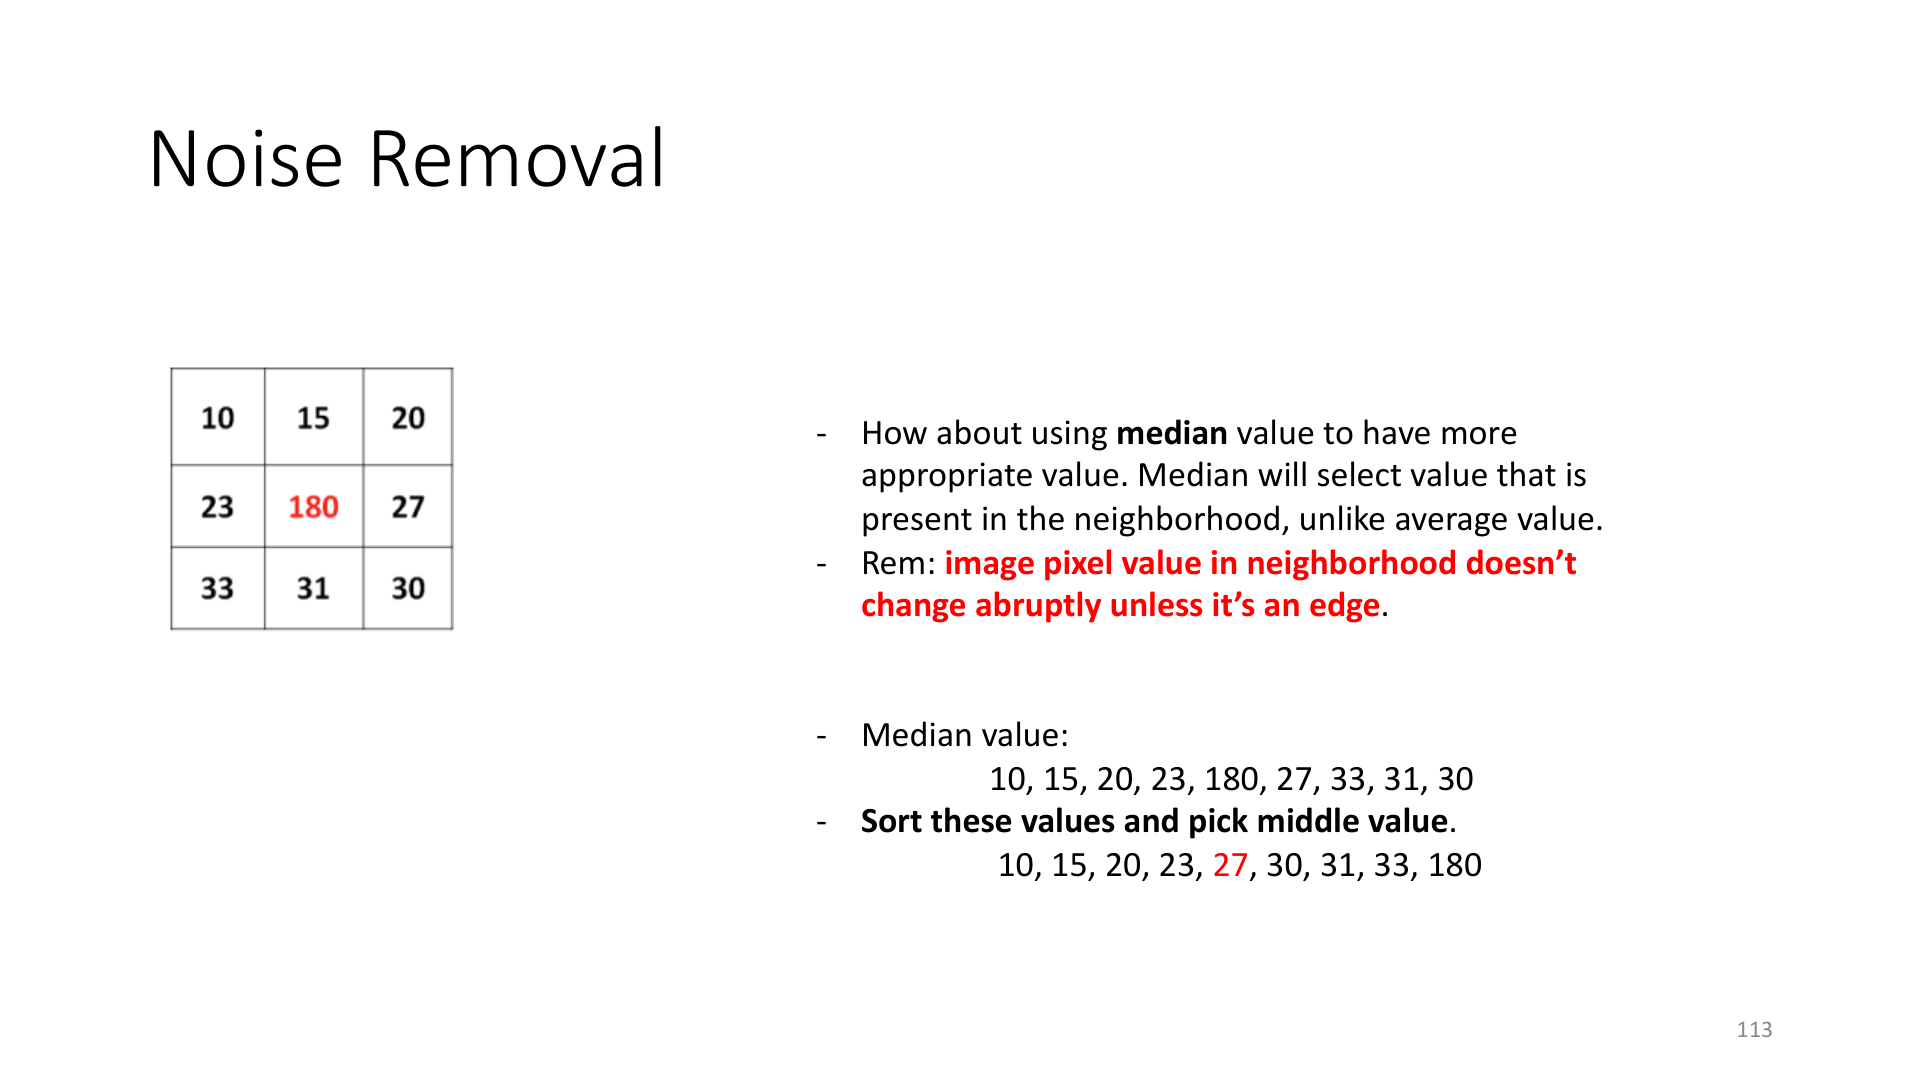 Noise Removal
10 15 20
23 180 27
33 31 30
- How about using median value to have more
appropriate value. Median will select value that is
present in the neighborhood, unlike average value.
- Rem: image pixel value in neighborhood doesn’t
change abruptly unless it’s an edge.
- Median value:
10, 15, 20, 23, 180, 27, 33, 31, 30
- Sort these values and pick middle value.
10, 15, 20, 23, 27, 30, 31, 33, 180
113